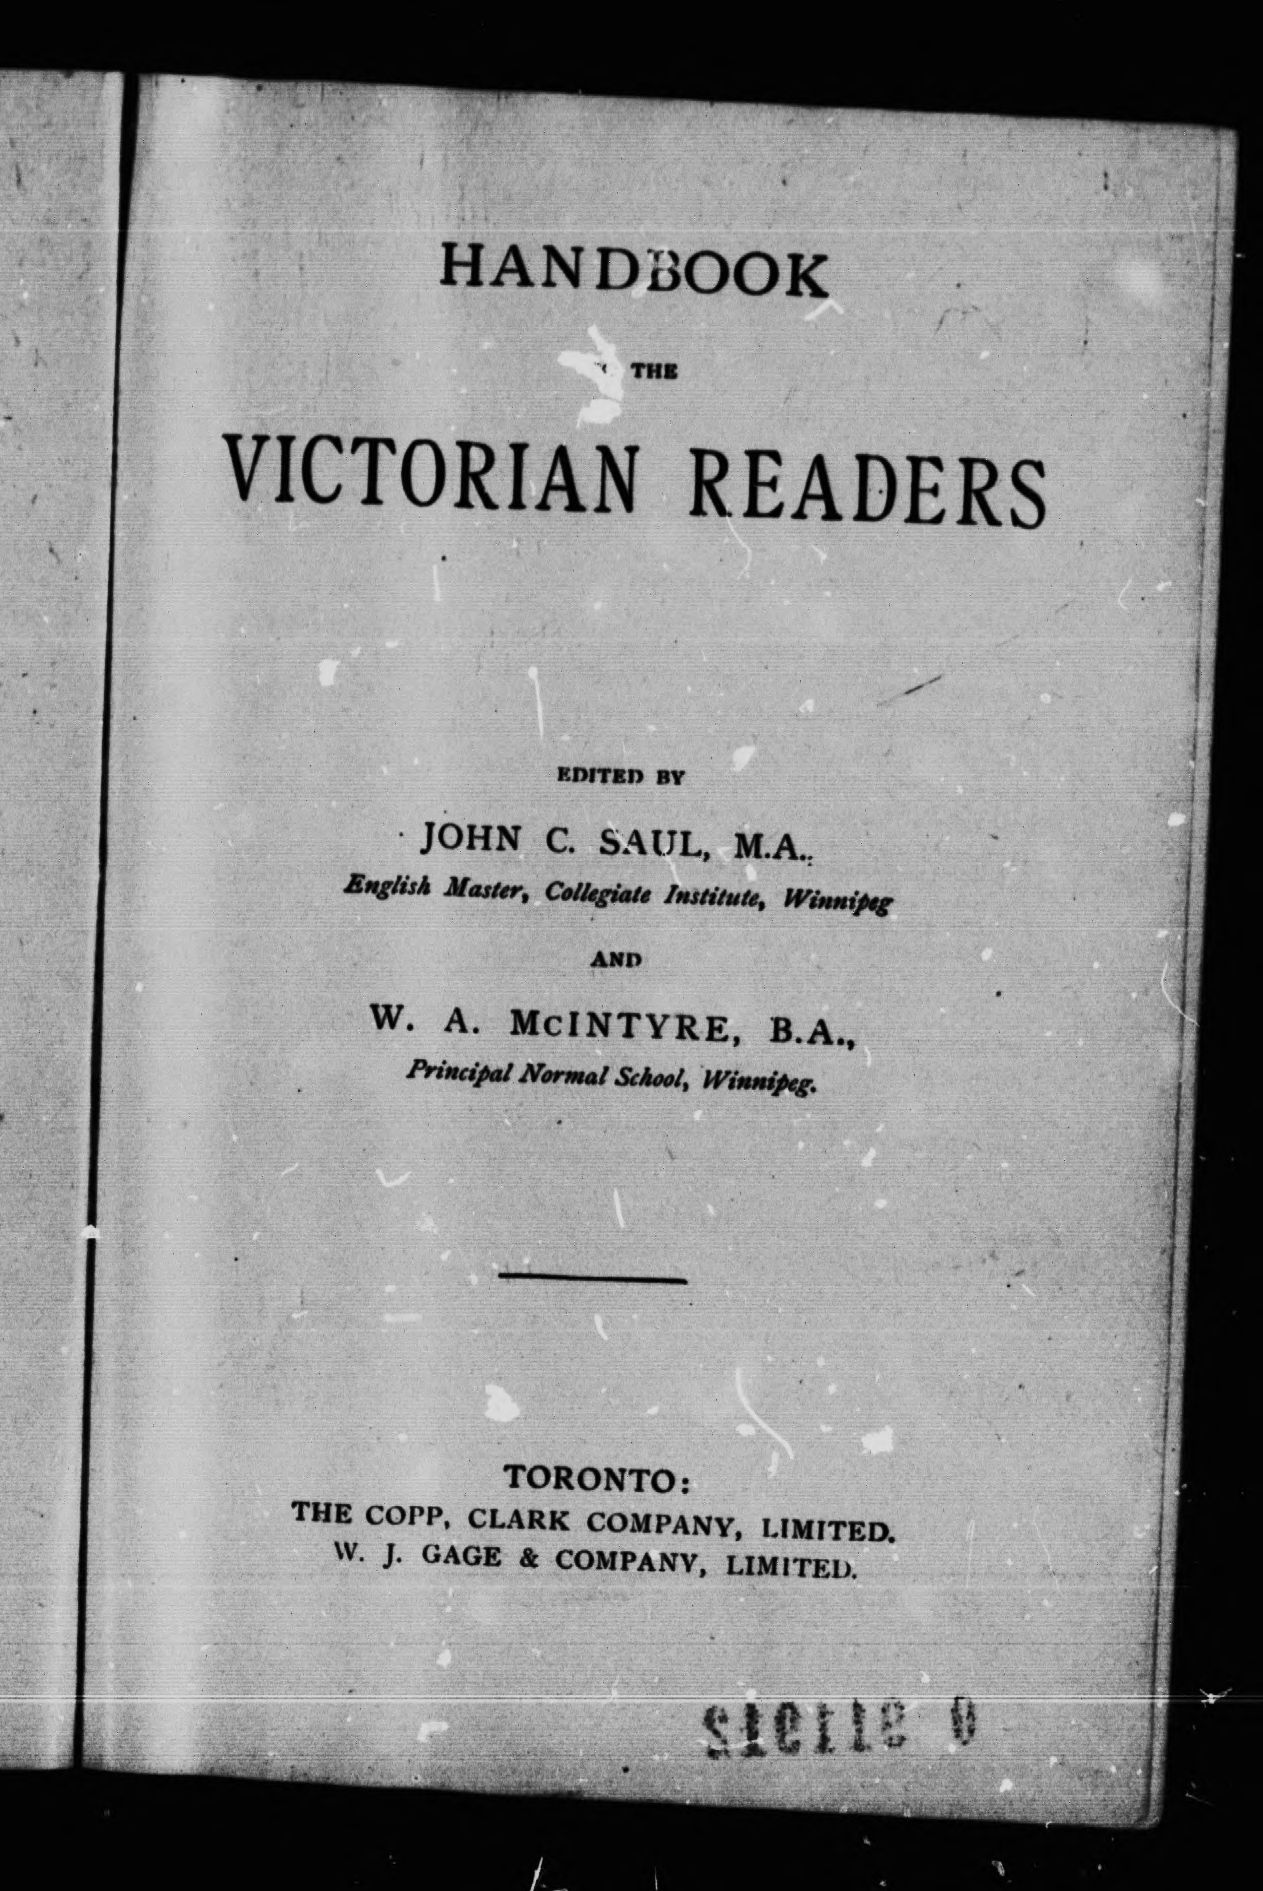 HANDBOOK
THE
VICTORIAN READERS
EDITED BY
JOHN C. SAUL, M.A.,
English Master, Collegiate Institute, Winnipeg
AND
W. A. McINTYRE, B.A.,
Principal Normal School, Winnipeg.
TORONTO:
THE COPP, CLARK COMPANY, LIMITED.
W. J. GAGE & COMPANY, LIMITED.